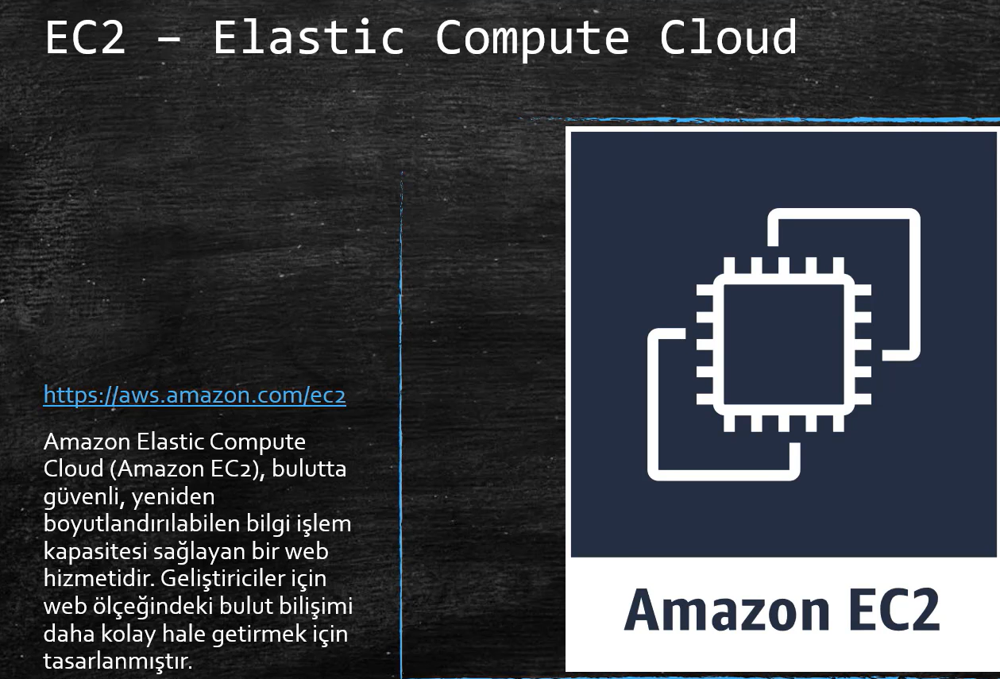 EC2 – Elastic Compute Cloud
https://aws.amazon.com/ec2
Amazon Elastic Compute
Cloud (Amazon EC2), bulutta
güvenli, yeniden
boyutlandırılabilen bilgi işlem
kapasitesi sağlayan bir web
hizmetidir. Geliştiriciler için
web ölçeğindeki bulut bilişimi
daha kolay hale getirmek için
tasarlanmıştır.
Amazon EC2